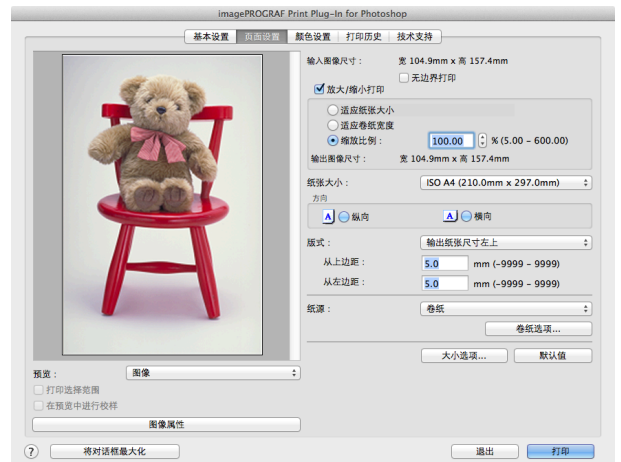 imagePROGRAF Print Plug-In for Photoshop
基本设置 页面设置 颜色设置 打印历史 技术支持
输入图像尺寸： 宽 104.9mm x 高 157.4mm
无边界打印
放大/缩小打印
适应纸张大小
适应卷纸宽度
缩放比例： 100.00 % (5.00 - 600.00)
输出图像尺寸： 宽 104.9mm x 高 157.4mm
纸张大小： ISO A4 (210.0mm x 297.0mm)
方向
A 纵向 A 横向
版式： 输出纸张尺寸左上
从上边距： 5.0 mm (-9999 - 9999)
从左边距： 5.0 mm (-9999 - 9999)
纸源： 卷纸
卷纸选项...
大小选项... 默认值
预览： 图像
打印选择范围
在预览中进行校样
图像属性
? 将对话框最大化 退出 打印